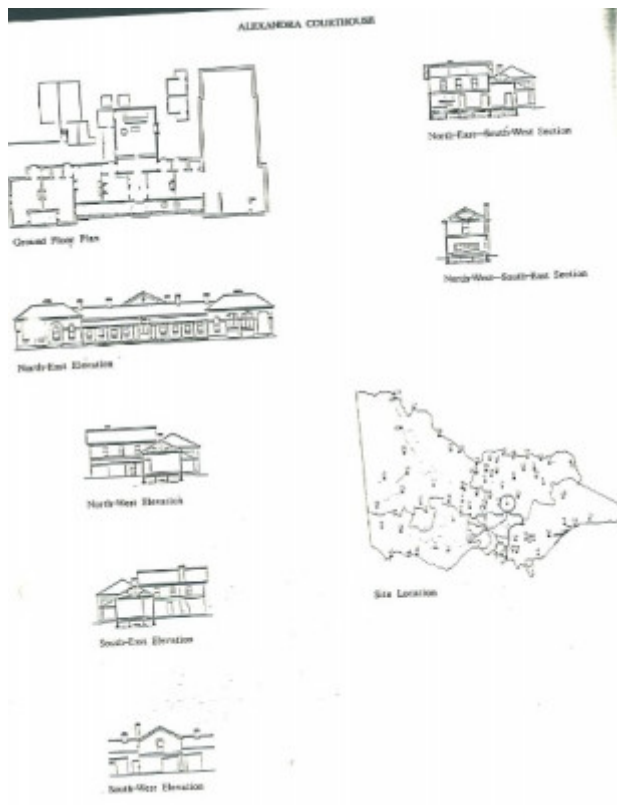 ALEXANDRA COURTHOUSE
Ground Floor Plan
North-East Elevation
North-West Elevation
South-East Elevation
South-West Elevation
North-East—South-West Section
North-West—South-East Section
Site Location